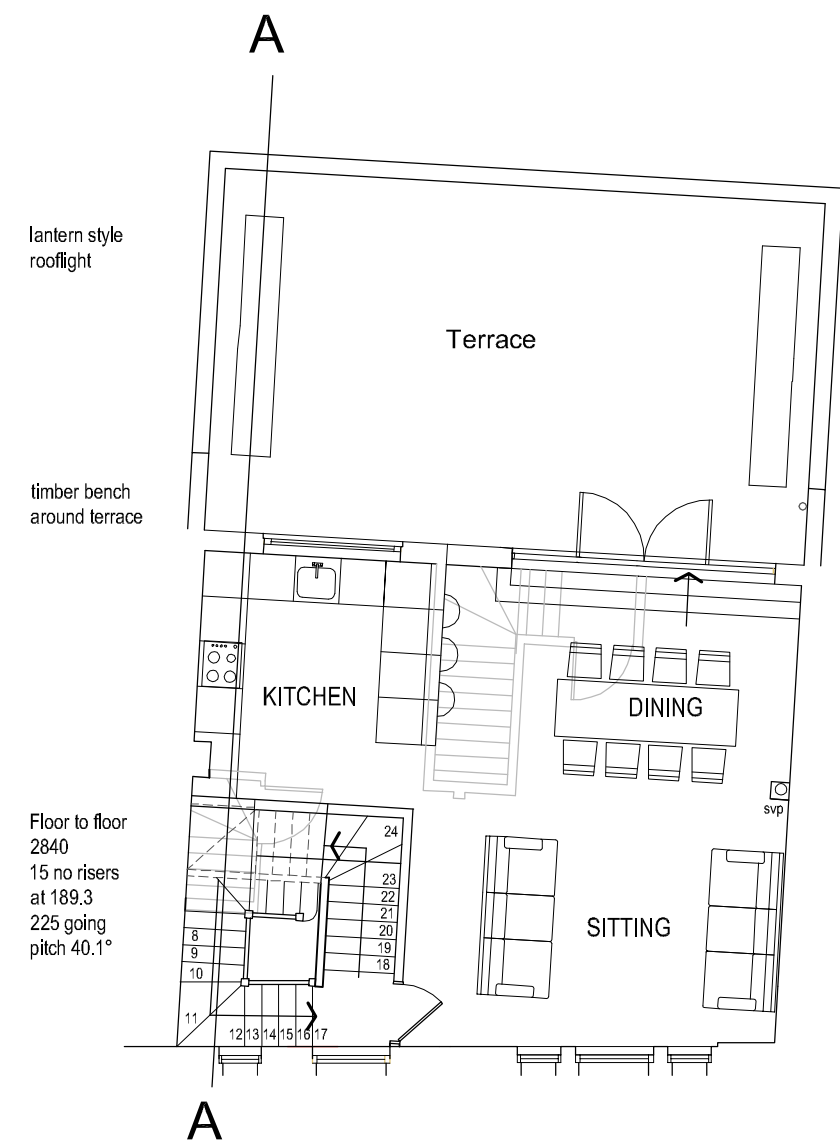 A
lantern style
rooflight
Terrace
timber bench
around terrace
KITCHEN
DINING
svp
Floor to floor
2840
15 no risers
at 189.3
225 going
pitch 40.1°
24
23
22
21
20
19
18
SITTING
8
9
10
11
12 13 14 15 16 17
A